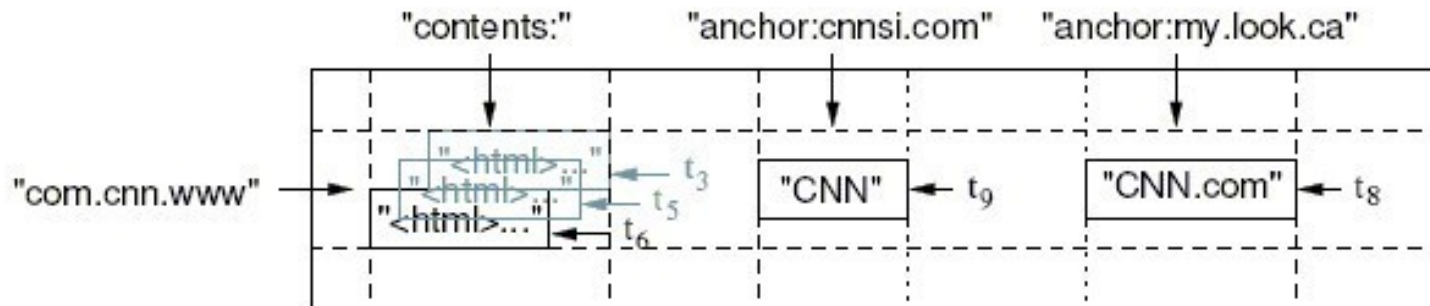 "contents:" "anchor:cnnsi.com" "anchor:my.look.ca"
"<html>..." t3
"com.cnn.www" "<html>..." t5 "CNN" t9 "CNN.com" t8
"<html>..." t6